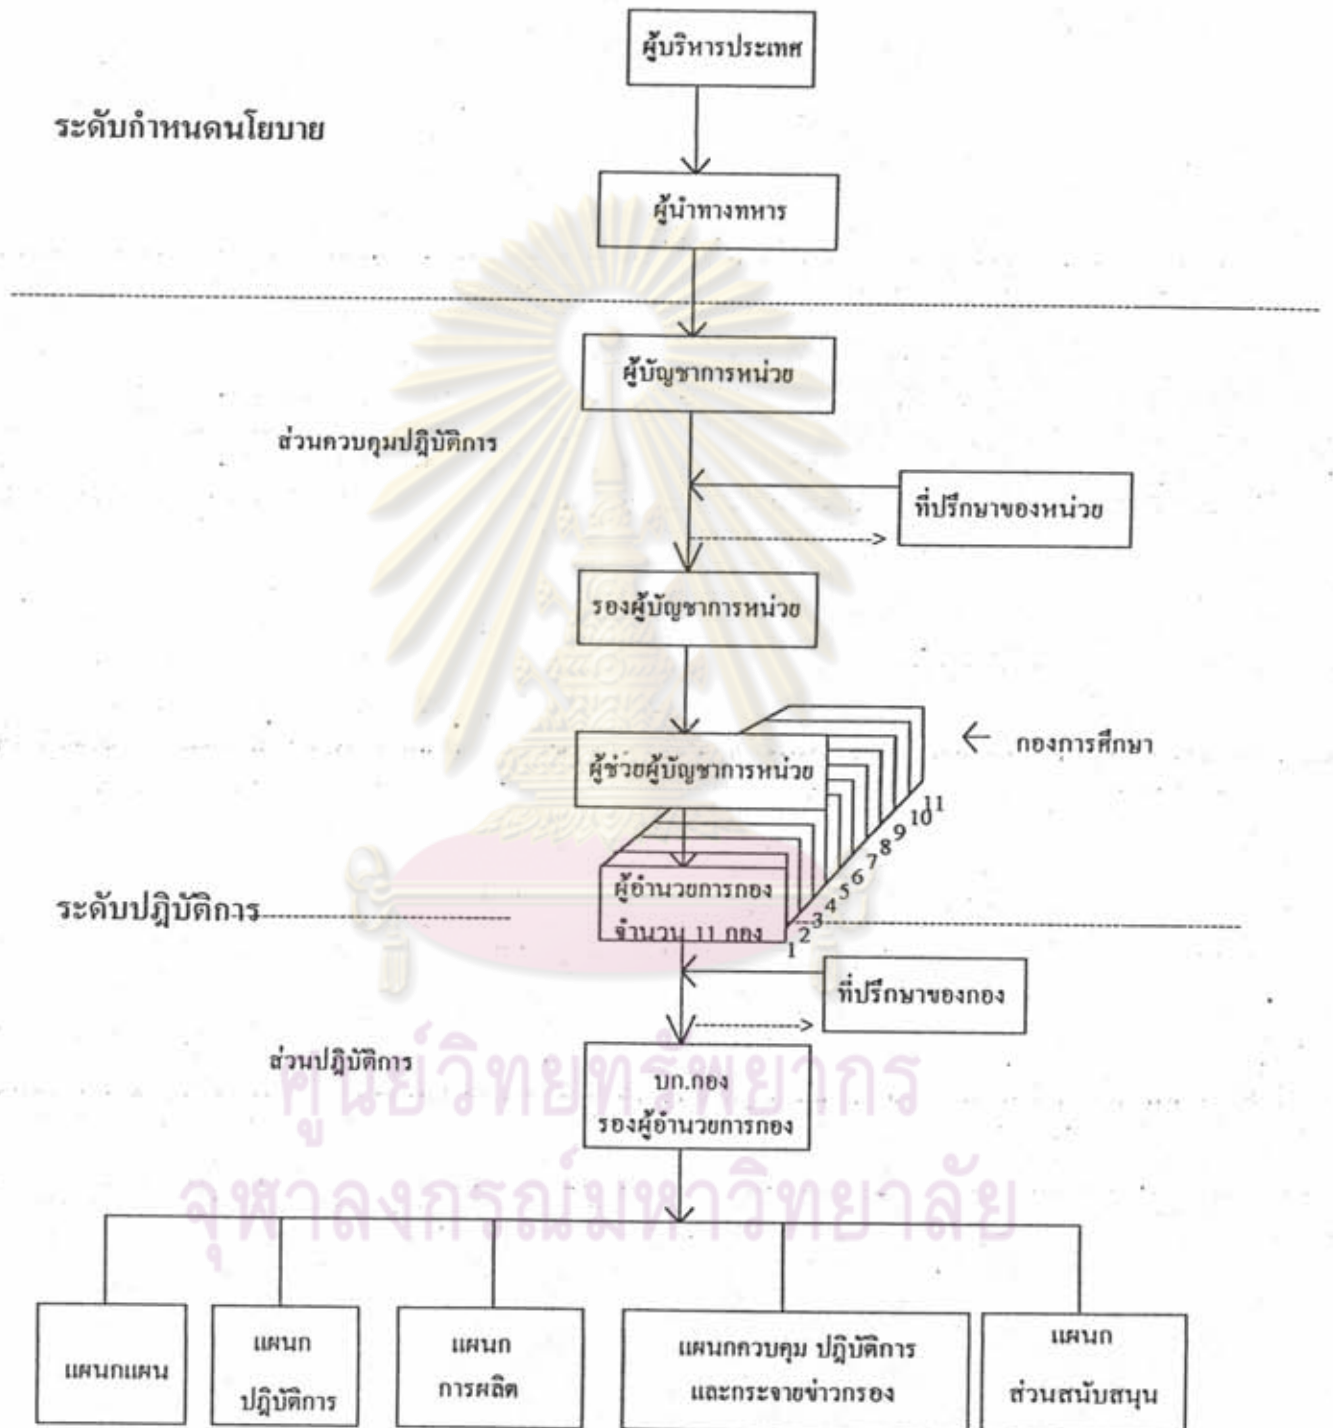 ผู้บริหารประเทศ
ระดับกำหนดนโยบาย
ผู้นำทางทหาร
ผู้บัญชาการหน่วย
ส่วนควบคุมปฎิบัติการ
ที่ปรึกษาของหน่วย
รองผู้บัญชาการหน่วย
กองการศึกษา
ผู้ช่วยผู้บัญชาการหน่วย
11
10
9
8
7
6
5
4
3
2
1
ผู้อำนวยการกอง
จำนวน 11 กอง
ระดับปฎิบัติการ
ที่ปรึกษาของกอง
ส่วนปฎิบัติการ
บก.กอง
รองผู้อำนวยการกอง
ศูนย์วิทยทรัพยากร
จุฬาลงกรณ์มหาวิทยาลัย
แผนกแผน
แผนก
ปฎิบัติการ
แผนก
การผลิต
แผนกควบคุม ปฎิบัติการ
และกระจายข่าวกรอง
แผนก
ส่วนสนับสนุน